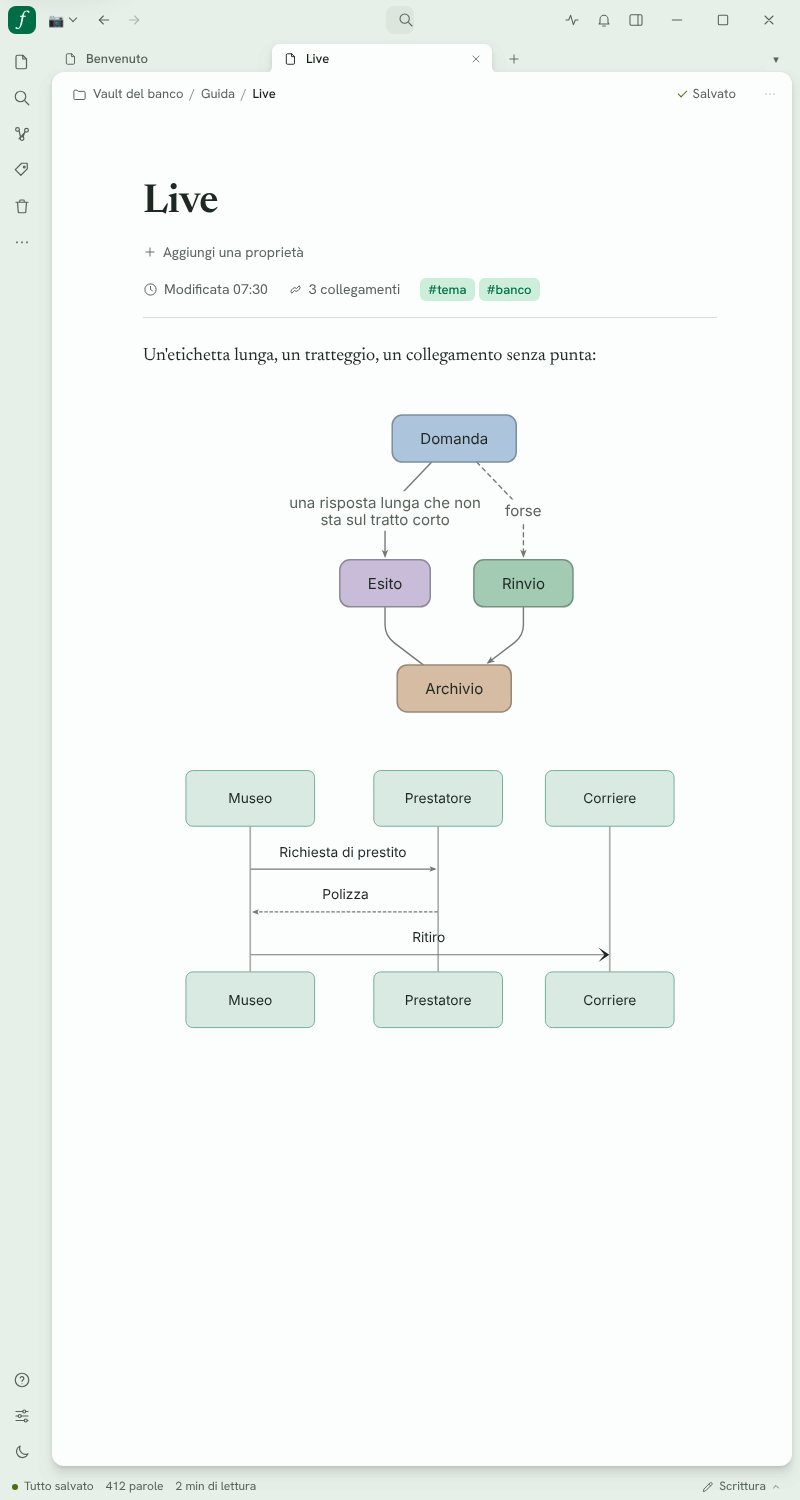 f
Benvenuto
Live
Vault del banco / Guida / Live
Salvato
Live
Aggiungi una proprietà
Modificata 07:30
3 collegamenti
#tema
#banco
Un'etichetta lunga, un tratteggio, un collegamento senza punta:
Domanda
una risposta lunga che non
sta sul tratto corto
forse
Esito
Rinvio
Archivio
Museo
Prestatore
Corriere
Richiesta di prestito
Polizza
Ritiro
Museo
Prestatore
Corriere
Tutto salvato
412 parole
2 min di lettura
Scrittura